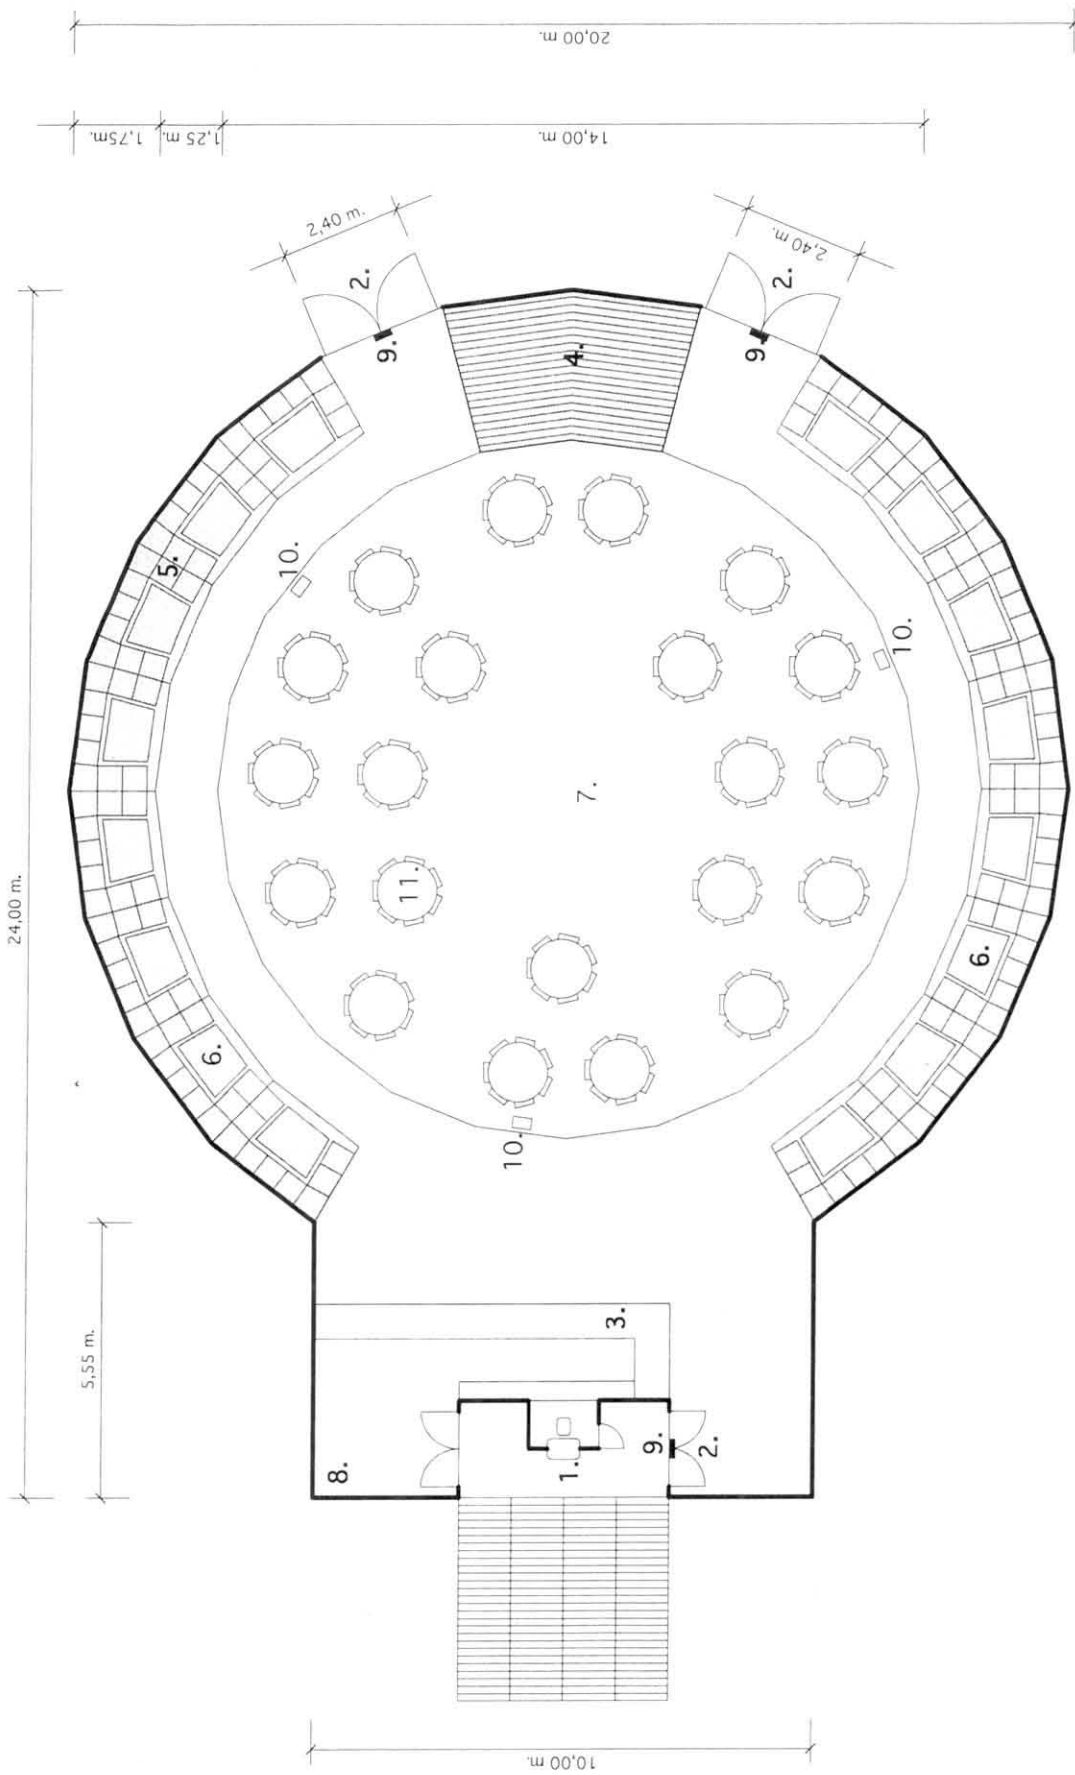 20,00 m.
1,75m.
1,25 m.
14,00 m.
2,40 m.
2,40 m.
24,00 m.
2.
2.
9.
9.
4.
5.
10.
10.
7.
11.
6.
6.
10.
5,55 m.
3.
8.
1.
9.
2.
10,00 m.